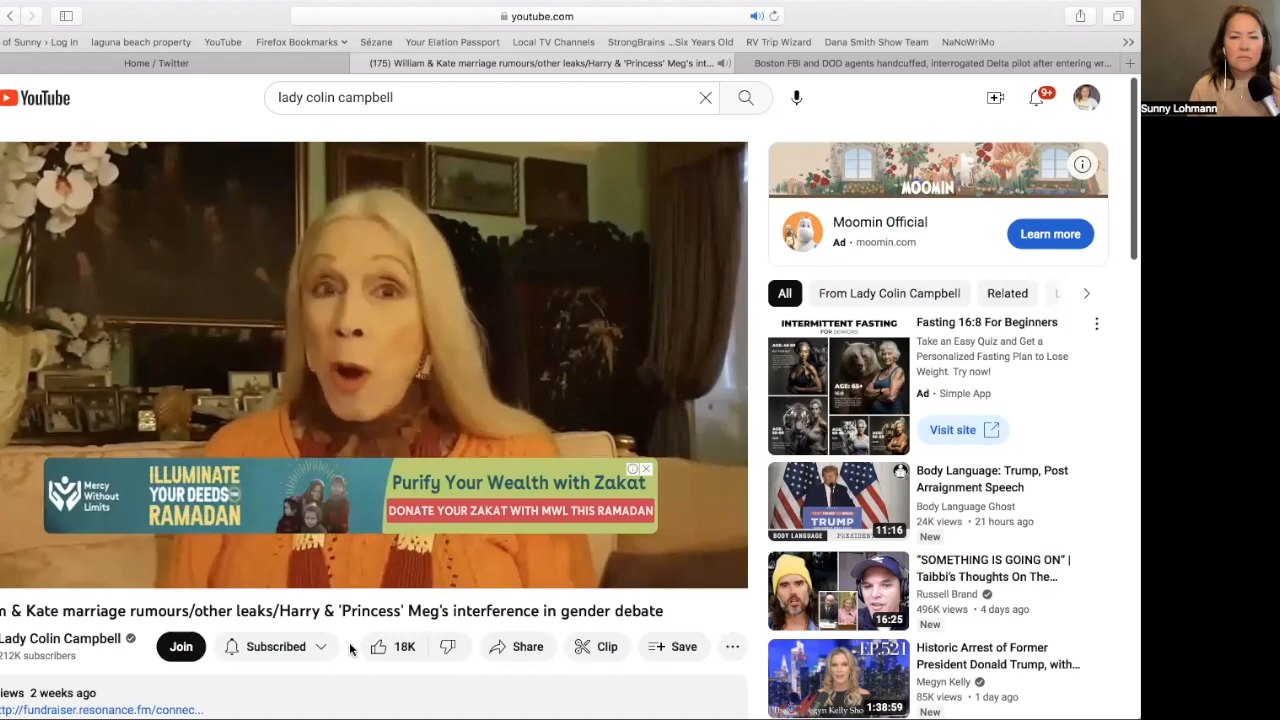 youtube.com
of Sunny > Log In laguna beach property YouTube Firefox Bookmarks Sézane Your Elation Passport Local TV Channels StrongBrains ...Six Years Old RV Trip Wizard Dana Smith Show Team NaNoWriMo
Home / Twitter
(175) William & Kate marriage rumours/other leaks/Harry & 'Princess' Meg's int...
Boston FBI and DOD agents handcuffed, interrogated Delta pilot after entering wr...
Sunny Lohmann
YouTube
lady colin campbell
9+
MOOMIN
Moomin Official
Ad · moomin.com
Learn more
All
From Lady Colin Campbell
Related
INTERMITTENT FASTING
FOR SENIORS
Fasting 16:8 For Beginners
Take an Easy Quiz and Get a
Personalized Fasting Plan to Lose
Weight. Try now!
Ad · Simple App
Visit site
Mercy
Without
Limits
ILLUMINATE
YOUR DEEDS
RAMADAN
Purify Your Wealth with Zakat
DONATE YOUR ZAKAT WITH MWL THIS RAMADAN
TRUMP
BODY LANGUAGE
11:16
Body Language: Trump, Post
Arraignment Speech
Body Language Ghost
24K views · 21 hours ago
New
16:25
"SOMETHING IS GOING ON" |
Taibbi's Thoughts On The...
Russell Brand
496K views · 4 days ago
New
EP.521
1:38:59
Historic Arrest of Former
President Donald Trump, with...
Megyn Kelly
85K views · 1 day ago
New
m & Kate marriage rumours/other leaks/Harry & 'Princess' Meg's interference in gender debate
Lady Colin Campbell
212K subscribers
Join
Subscribed
18K
Share
Clip
Save
iews 2 weeks ago
ttp://fundraiser.resonance.fm/connec...